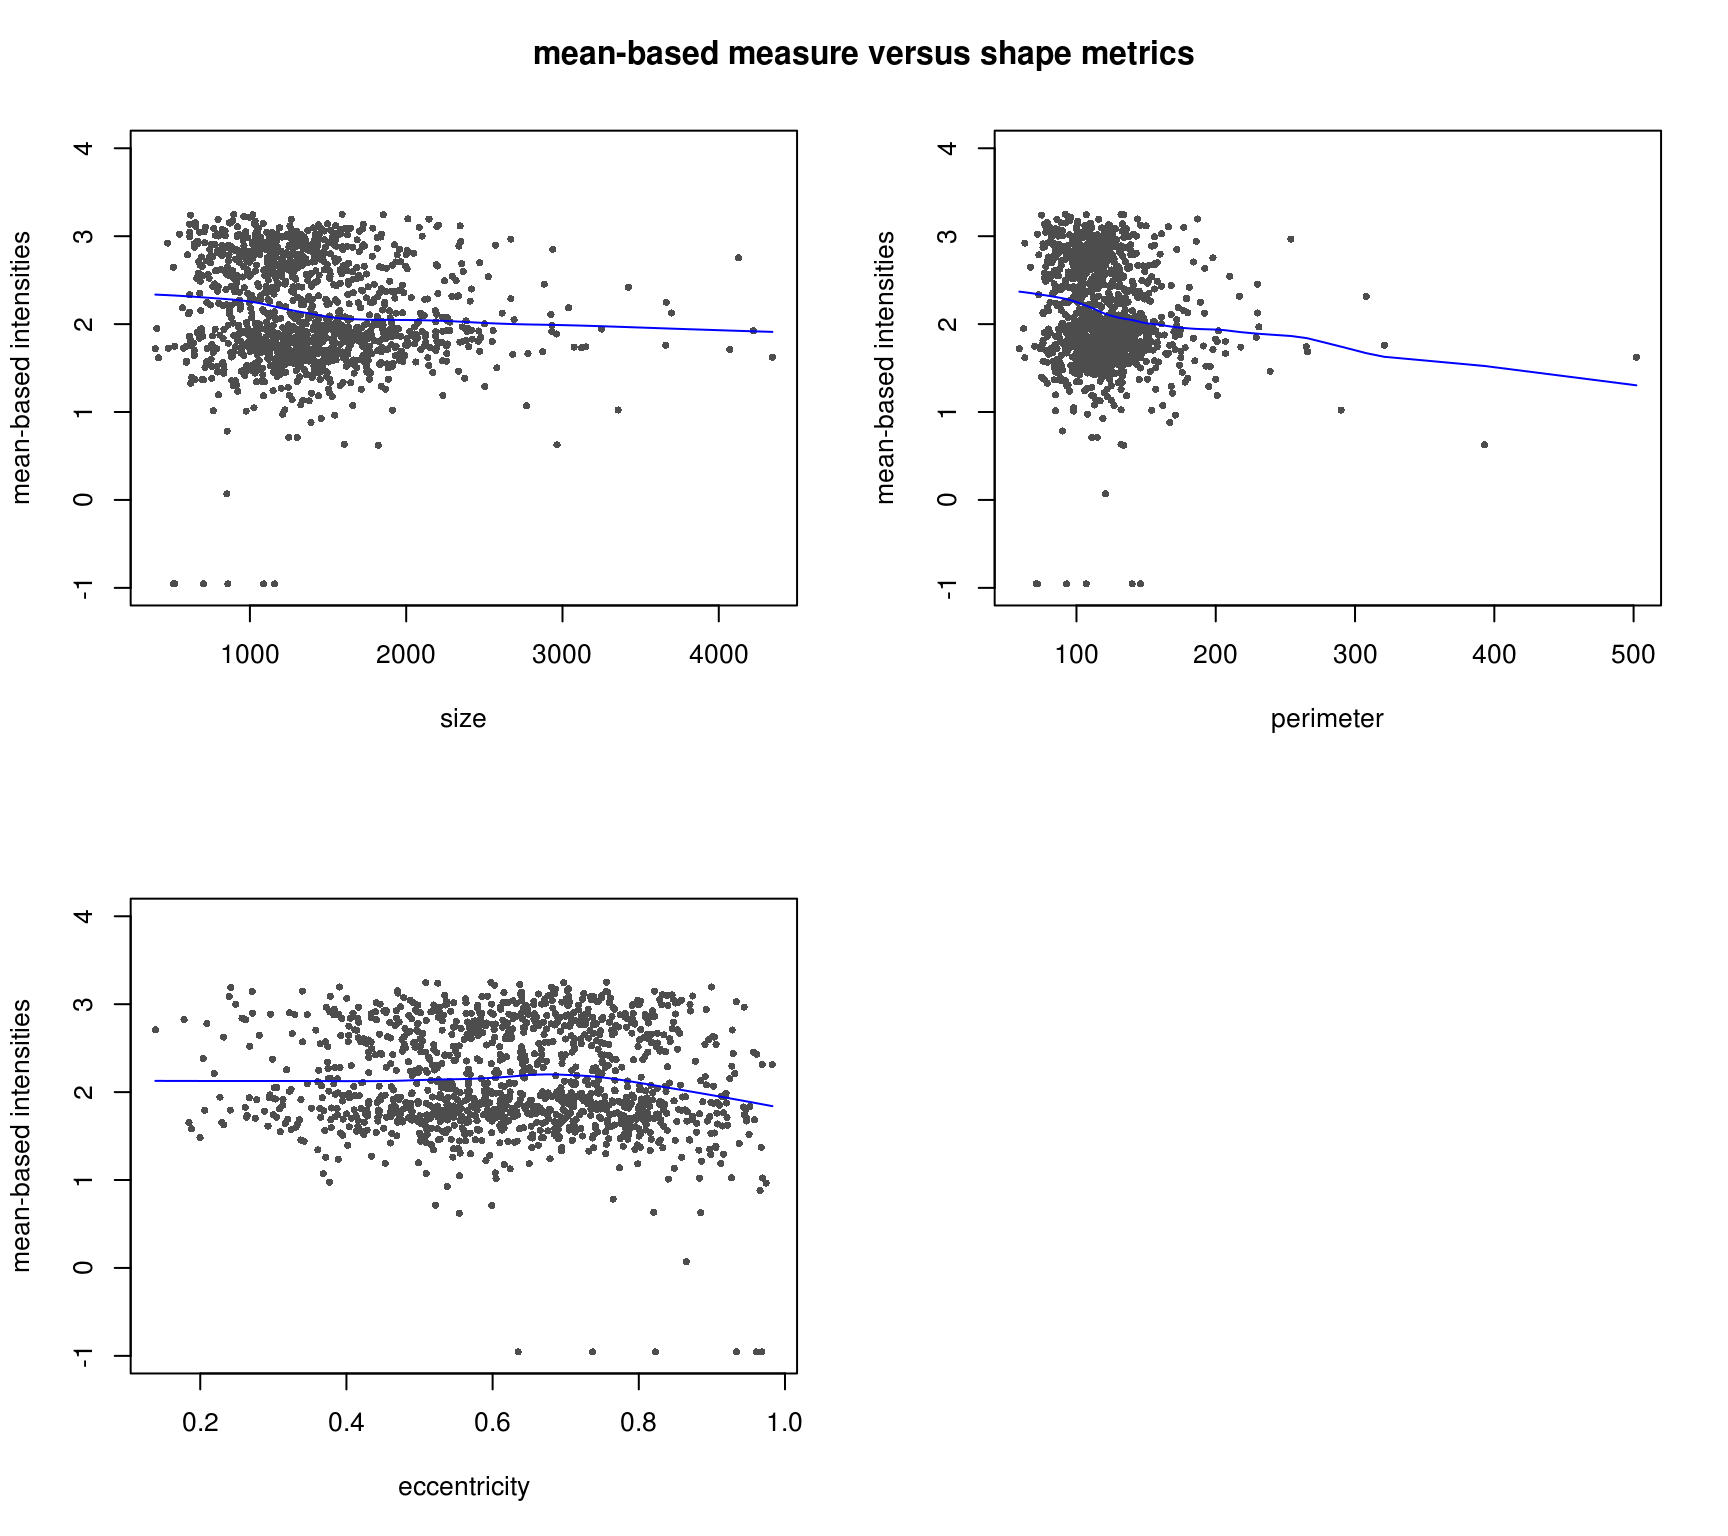 mean-based measure versus shape metrics
mean-based intensities
4
3
2
1
0
-1
1000 2000 3000 4000
size
mean-based intensities
4
3
2
1
0
-1
100 200 300 400 500
perimeter
mean-based intensities
4
3
2
1
0
-1
0.2 0.4 0.6 0.8 1.0
eccentricity